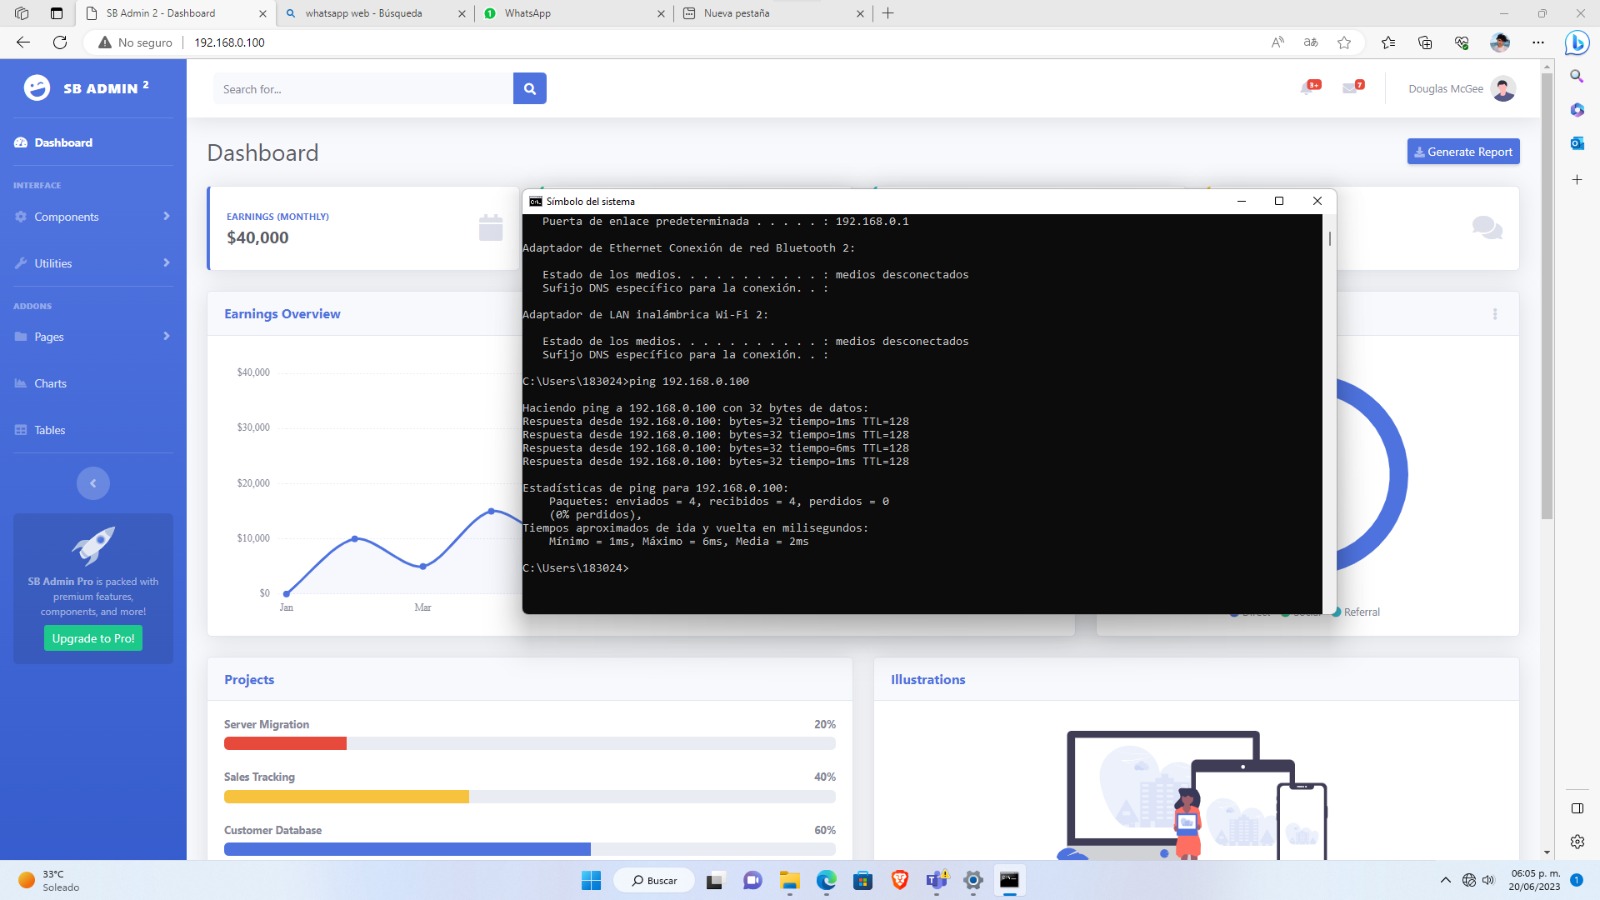 SB Admin 2 - Dashboard
whatsapp web - Búsqueda
1
WhatsApp
Nueva pestaña
No seguro
192.168.0.100
SB ADMIN 2
Search for...
3+
7
Douglas McGee
Dashboard
INTERFACE
Components
Utilities
ADDONS
Pages
Charts
Tables
SB Admin Pro is packed with
premium features,
components, and more!
Upgrade to Pro!
Dashboard
Generate Report
EARNINGS (MONTHLY)
$40,000
Earnings Overview
$40,000
$30,000
$20,000
$10,000
$0
Jan
Mar
Símbolo del sistema
Puerta de enlace predeterminada . . . . . : 192.168.0.1
Adaptador de Ethernet Conexión de red Bluetooth 2:
Estado de los medios. . . . . . . . . . . : medios desconectados
Sufijo DNS específico para la conexión. . :
Adaptador de LAN inalámbrica Wi-Fi 2:
Estado de los medios. . . . . . . . . . . : medios desconectados
Sufijo DNS específico para la conexión. . :
C:\Users\183024>ping 192.168.0.100
Haciendo ping a 192.168.0.100 con 32 bytes de datos:
Respuesta desde 192.168.0.100: bytes=32 tiempo=1ms TTL=128
Respuesta desde 192.168.0.100: bytes=32 tiempo=1ms TTL=128
Respuesta desde 192.168.0.100: bytes=32 tiempo=6ms TTL=128
Respuesta desde 192.168.0.100: bytes=32 tiempo=1ms TTL=128
Estadísticas de ping para 192.168.0.100:
Paquetes: enviados = 4, recibidos = 4, perdidos = 0
(0% perdidos),
Tiempos aproximados de ida y vuelta en milisegundos:
Mínimo = 1ms, Máximo = 6ms, Media = 2ms
C:\Users\183024>
Referral
Projects
Server Migration
20%
Sales Tracking
40%
Customer Database
60%
Illustrations
33°C
Soleado
Buscar
06:05 p. m.
20/06/2023
1